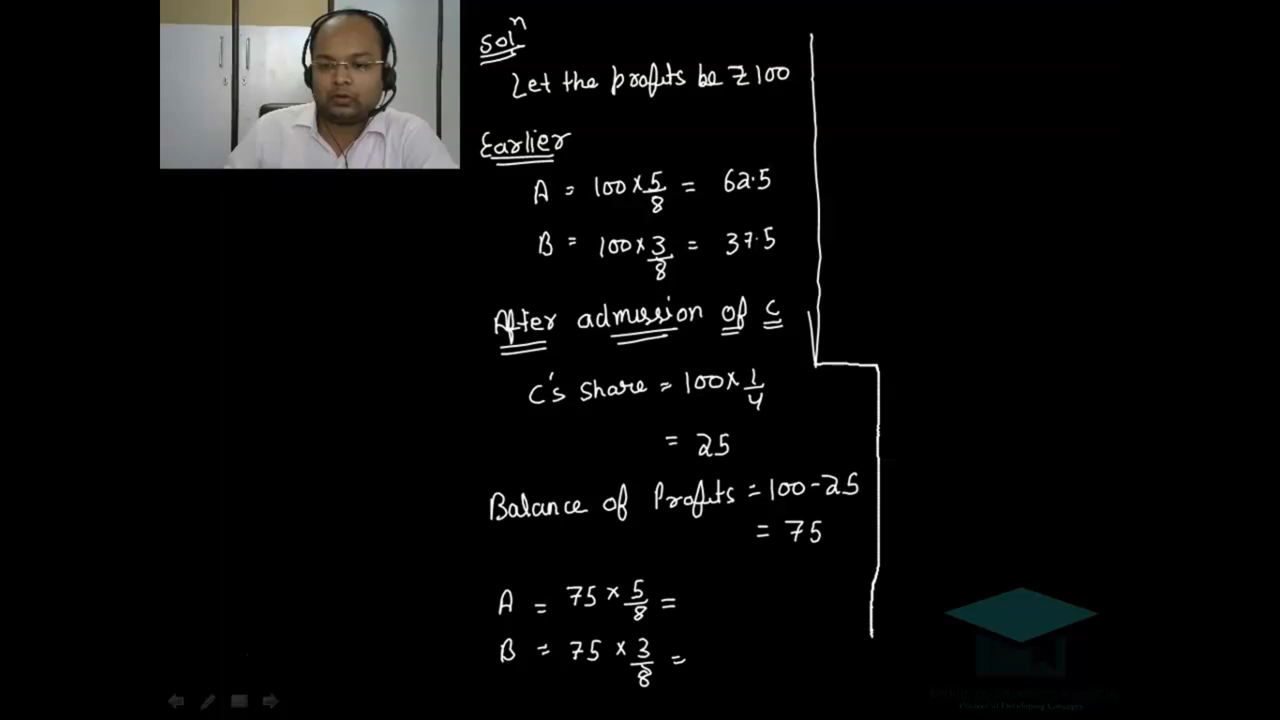 Solⁿ
Let the profits be ₹100
Earlier
A = 100 × 5/8 = 62.5
B = 100 × 3/8 = 37.5
After admission of C
C's share = 100 × 1/4
= 25
Balance of Profits = 100 - 25
= 75
A = 75 × 5/8 =
B = 75 × 3/8 =